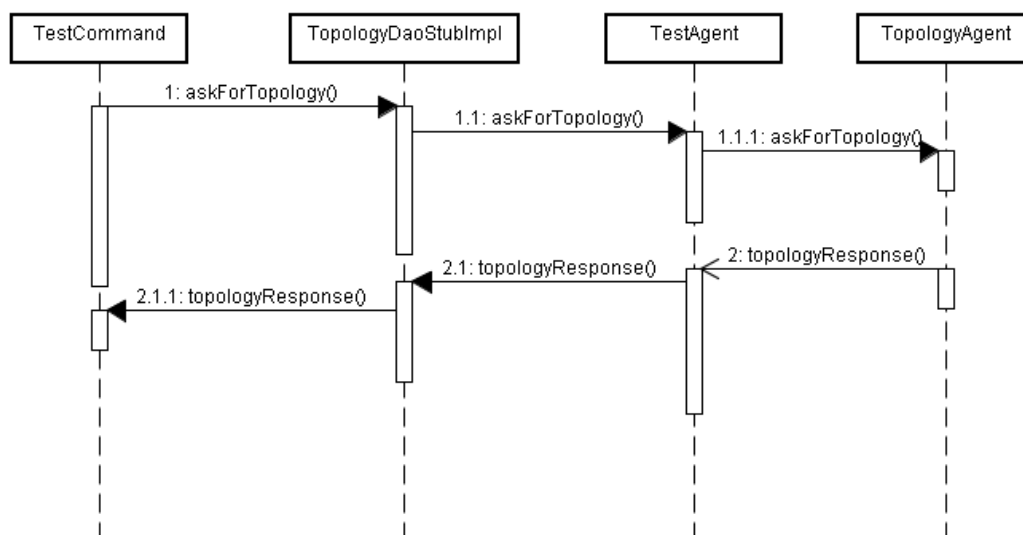 TestCommand
TopologyDaoStubImpl
TestAgent
TopologyAgent
1: askForTopology()
1.1: askForTopology()
1.1.1: askForTopology()
2: topologyResponse()
2.1: topologyResponse()
2.1.1: topologyResponse()